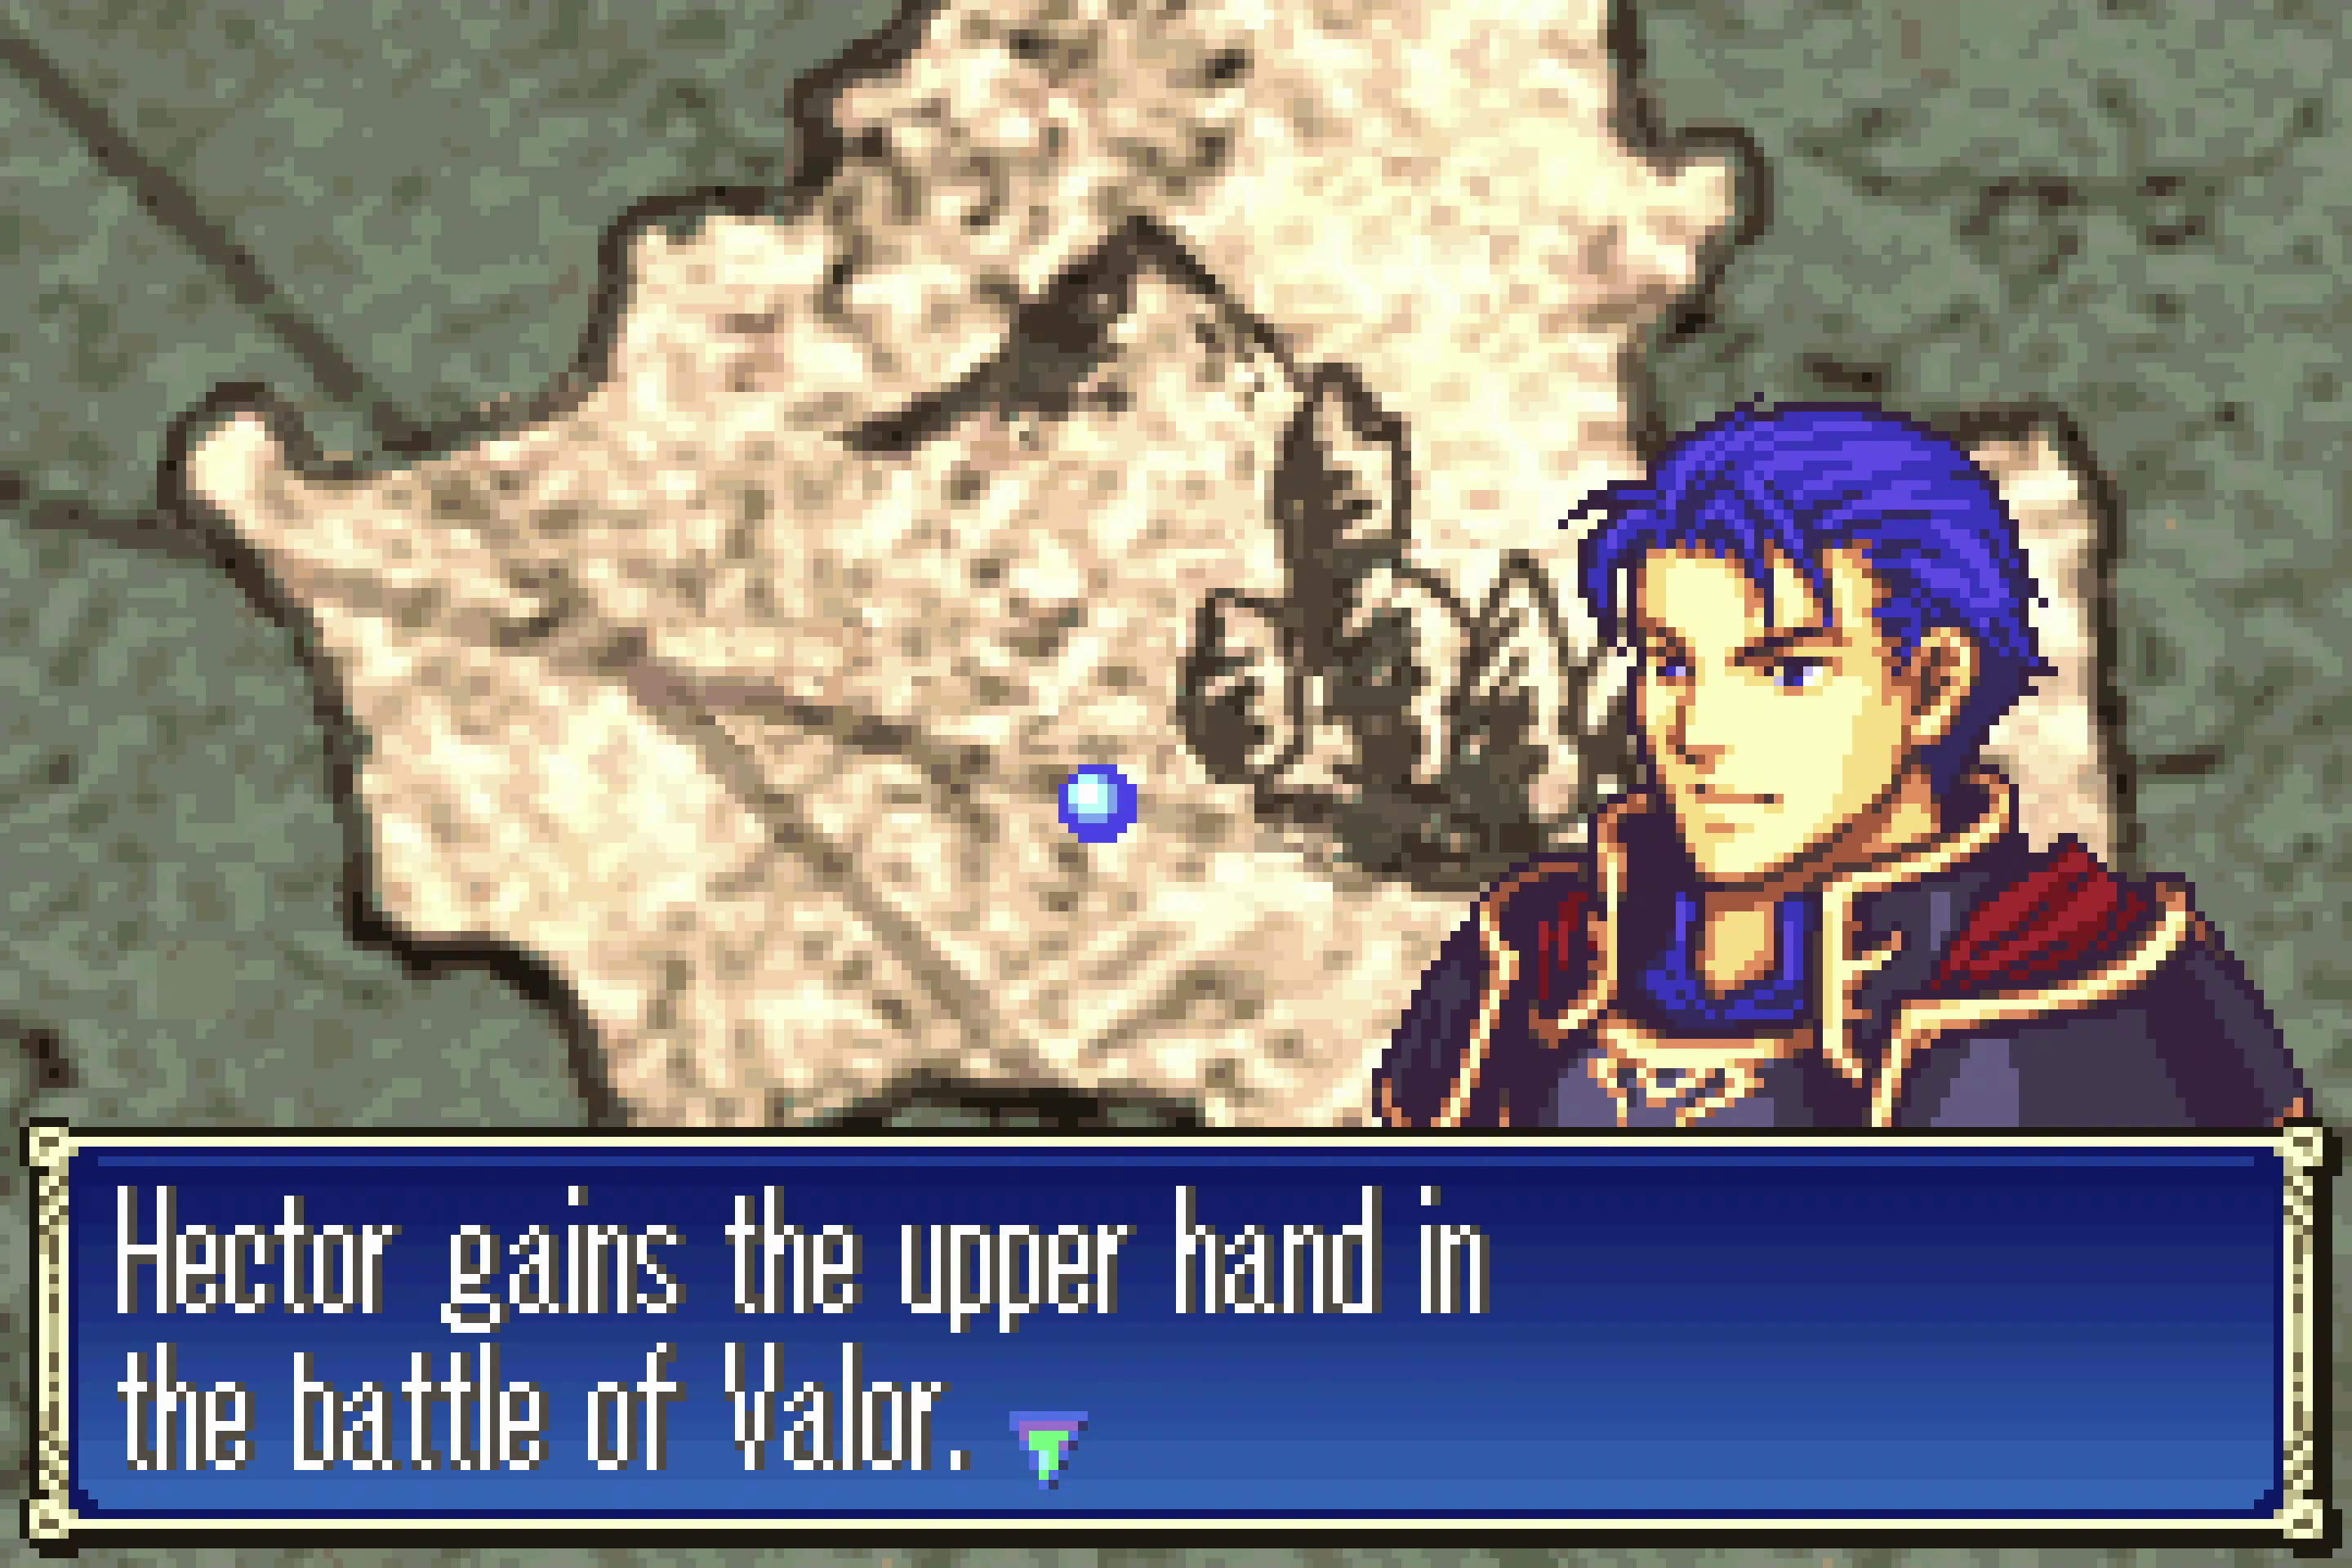 Hector gains the upper hand in
the battle of Valor.